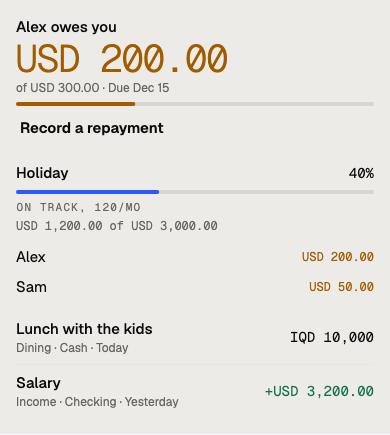 Alex owes you
USD 200.00
of USD 300.00 · Due Dec 15
Record a repayment
Holiday 40%
ON TRACK, 120/MO
USD 1,200.00 of USD 3,000.00
Alex USD 200.00
Sam USD 50.00
Lunch with the kids IQD 10,000
Dining · Cash · Today
Salary +USD 3,200.00
Income · Checking · Yesterday